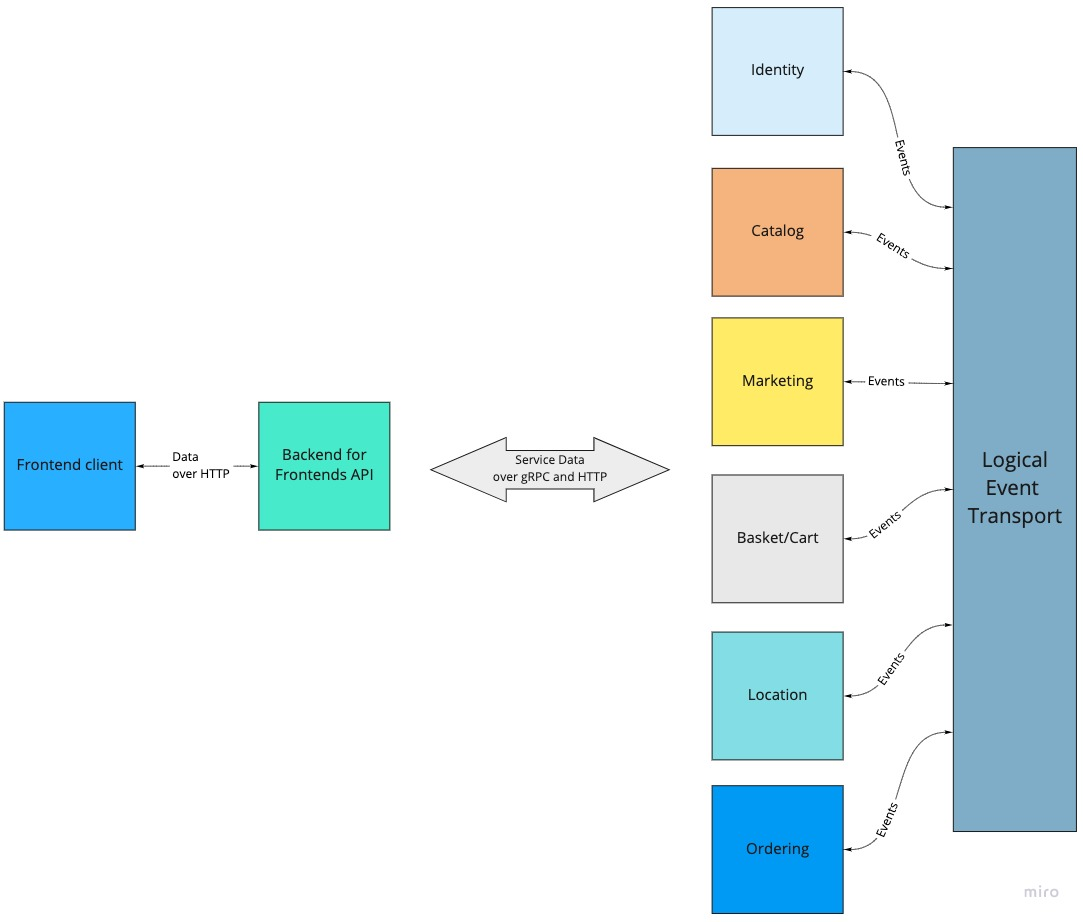 Identity
Events
Catalog
Events
Marketing
Events
Frontend client
Data
over HTTP
Backend for
Frontends API
Service Data
over gRPC and HTTP
Logical
Event
Transport
Basket/Cart
Events
Location
Events
Ordering
Events
miro